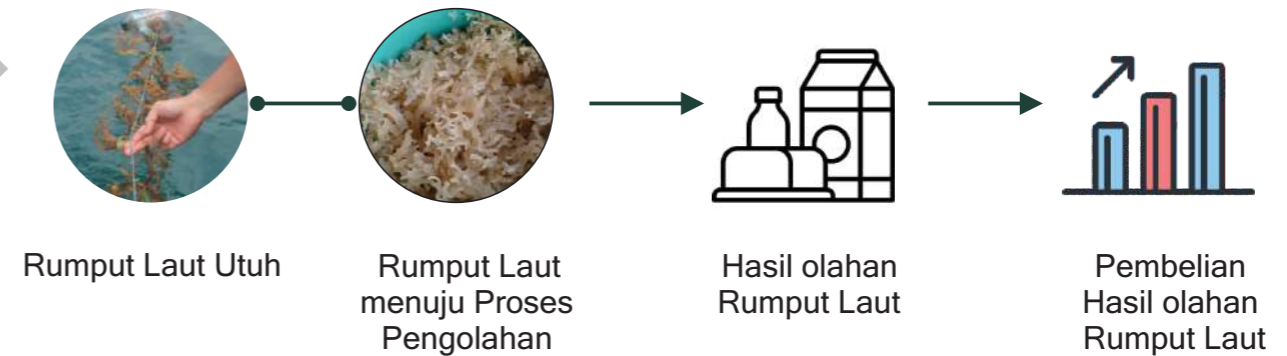 Rumput Laut Utuh
Rumput Laut
menuju Proses
Pengolahan
Hasil olahan
Rumput Laut
Pembelian
Hasil olahan
Rumput Laut